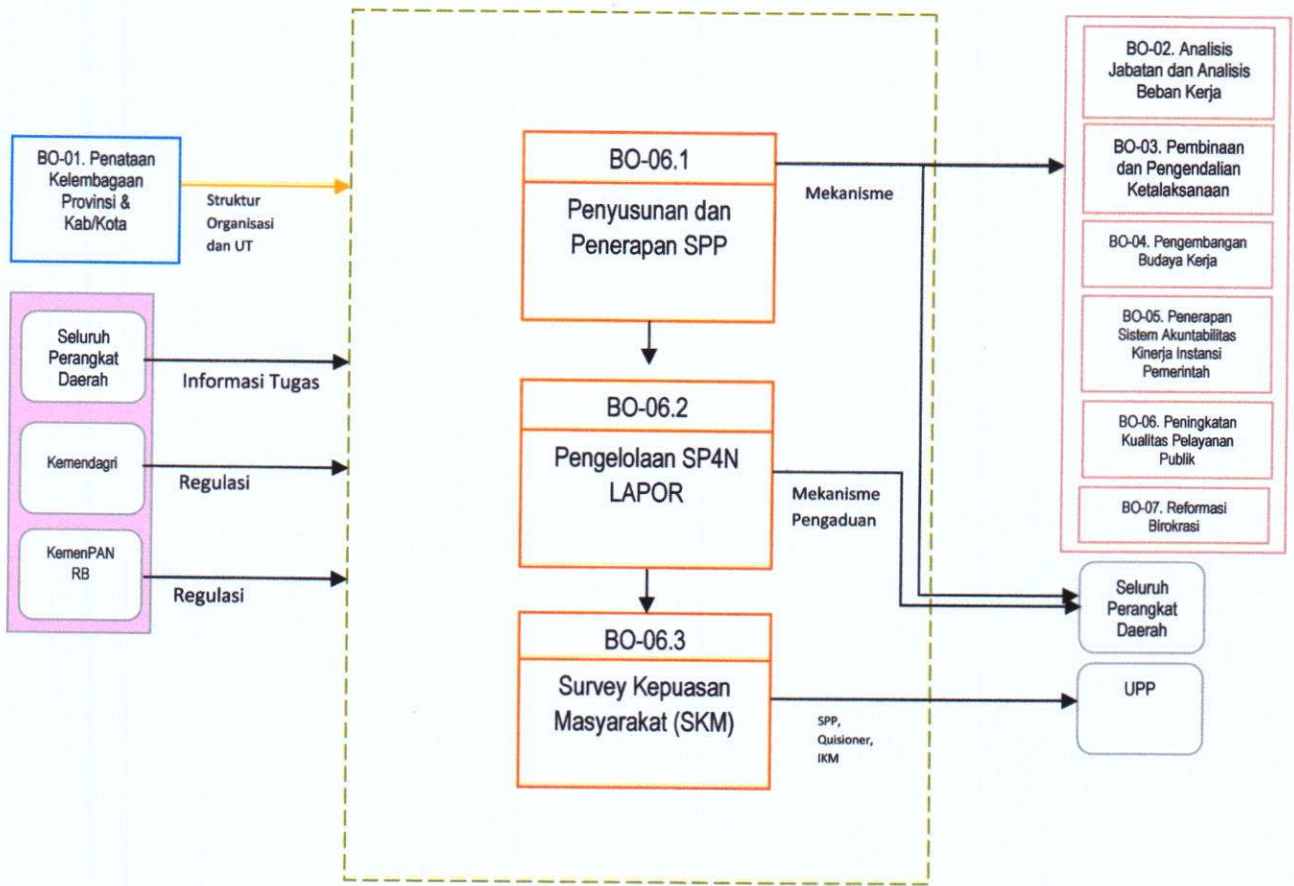 BO-01. Penataan
Kelembagaan
Provinsi &
Kab/Kota
Struktur
Organisasi
dan UT
Seluruh
Perangkat
Daerah
Informasi Tugas
Kemendagri
Regulasi
KemenPAN
RB
Regulasi
BO-06.1
Penyusunan dan
Penerapan SPP
Mekanisme
BO-06.2
Pengelolaan SP4N
LAPOR
Mekanisme
Pengaduan
BO-06.3
Survey Kepuasan
Masyarakat (SKM)
SPP,
Quisioner,
IKM
BO-02. Analisis
Jabatan dan Analisis
Beban Kerja
BO-03. Pembinaan
dan Pengendalian
Ketalaksanaan
BO-04. Pengembangan
Budaya Kerja
BO-05. Penerapan
Sistem Akuntabilitas
Kinerja Instansi
Pemerintah
BO-06. Peningkatan
Kualitas Pelayanan
Publik
BO-07. Reformasi
Birokrasi
Seluruh
Perangkat
Daerah
UPP